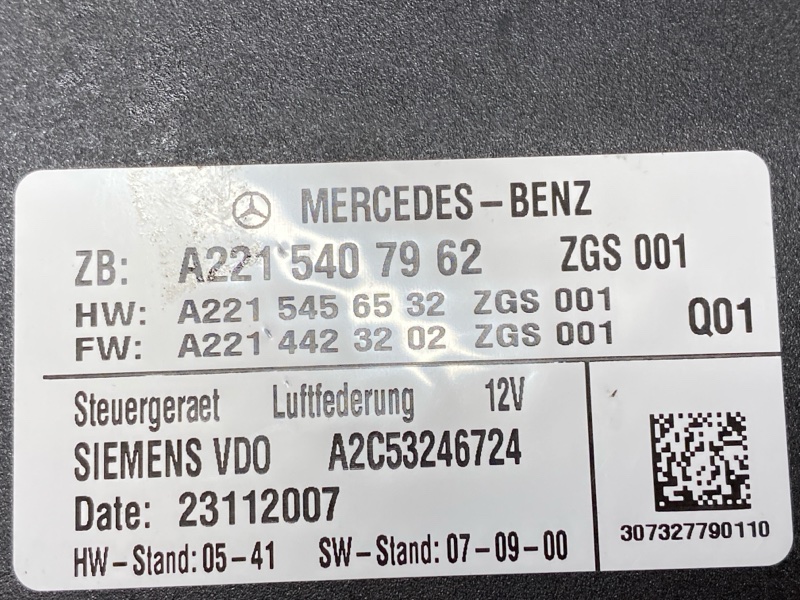 MERCEDES-BENZ
ZB: A221 540 79 62 ZGS 001
HW: A221 545 65 32 ZGS 001
FW: A221 442 32 02 ZGS 001 Q01
Steuergeraet Luftfederung 12V
SIEMENS VDO A2C53246724
Date: 23112007
HW-Stand: 05-41 SW-Stand: 07-09-00
307327790110